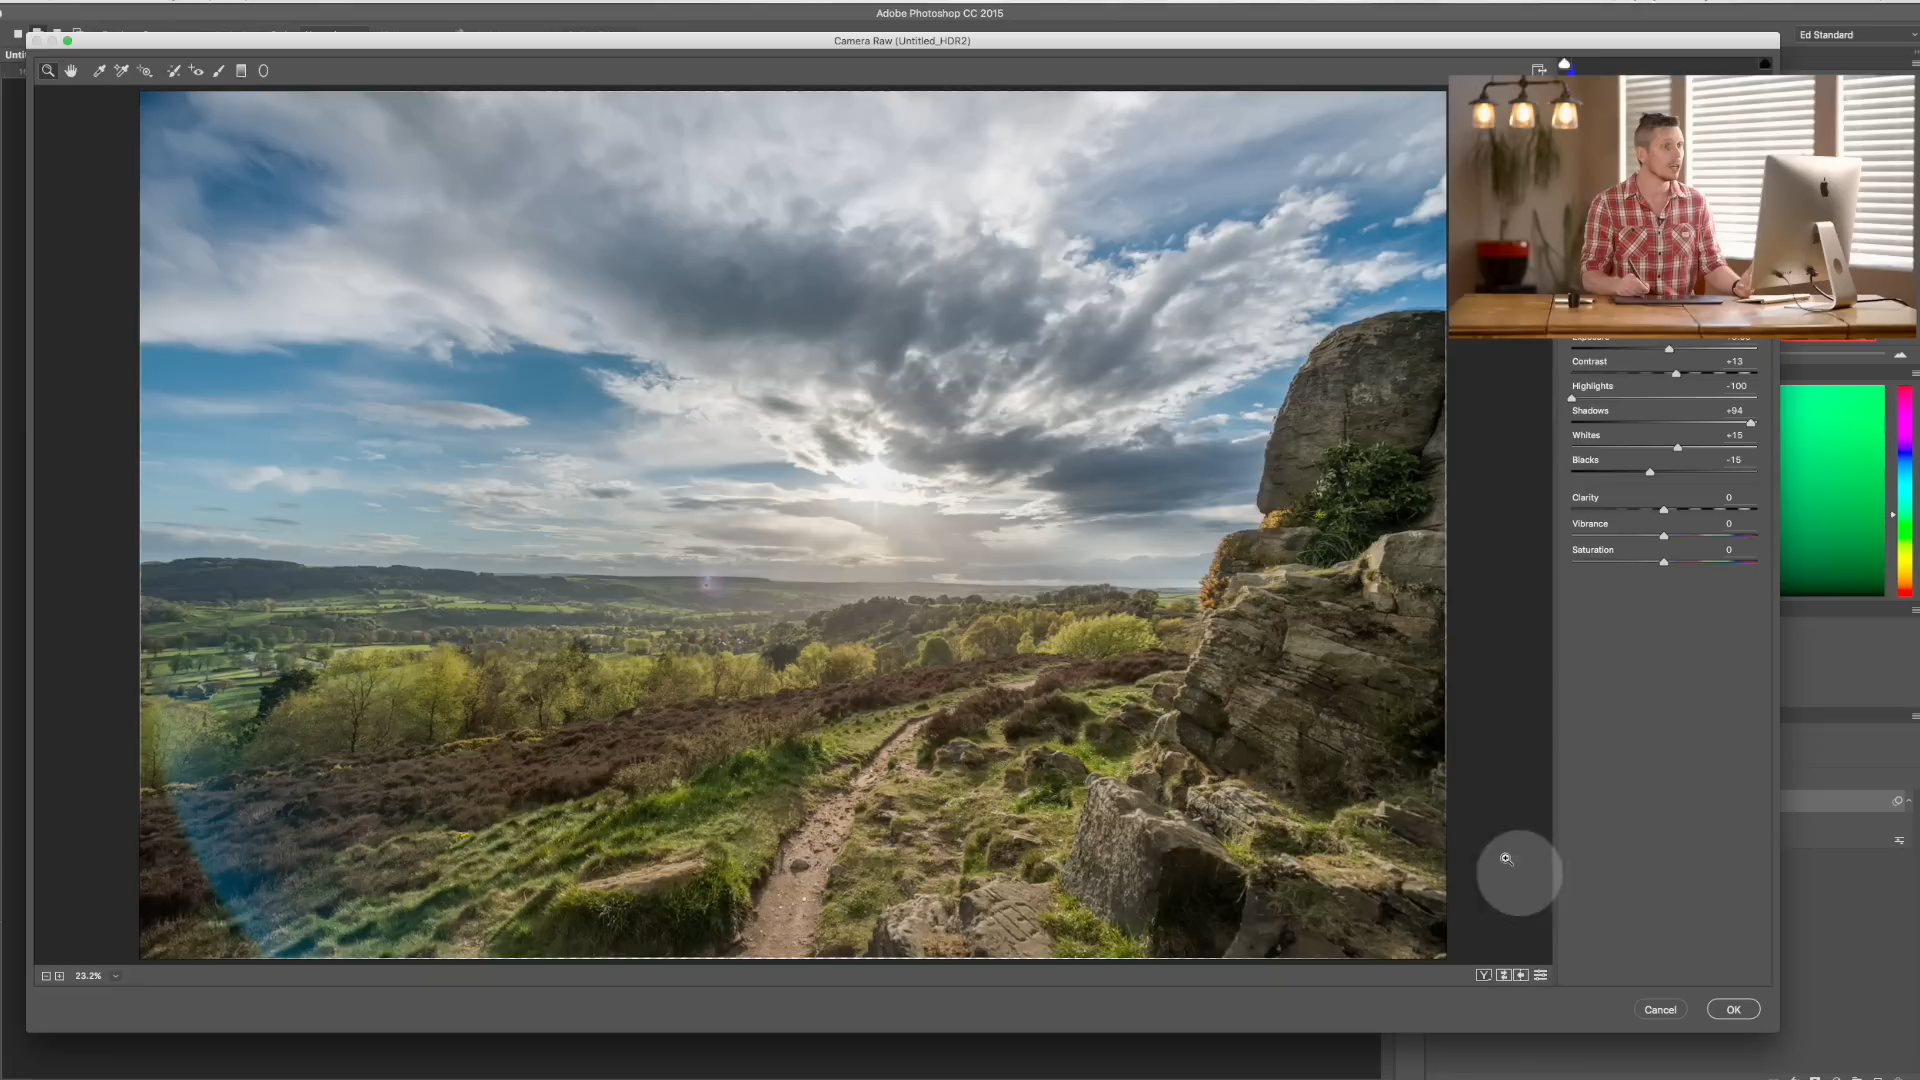 Adobe Photoshop CC 2015
Camera Raw (Untitled_HDR2)
Ed Standard
Contrast +13
Highlights -100
Shadows +94
Whites +15
Blacks -15
Clarity 0
Vibrance 0
Saturation 0
23.2%
Y
Cancel OK